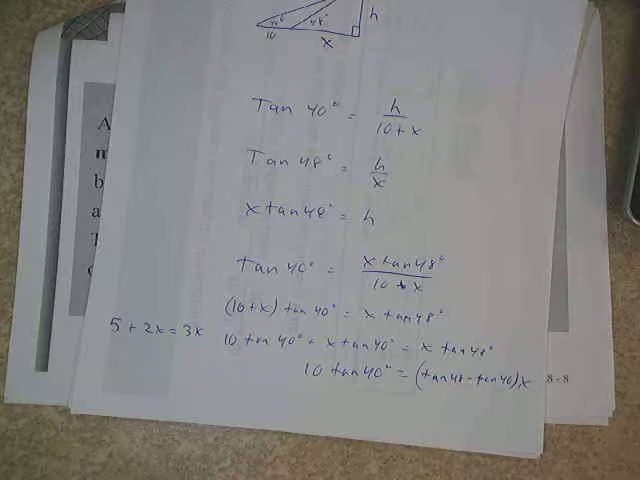 h
40° 48°
10 x
Tan 40° = h / 10+x
Tan 48° = h / x
x tan 48° = h
Tan 40° = x tan 48° / 10 + x
(10+x) tan 40° = x tan 48°
5 + 2x = 3x
10 tan 40° + x tan 40° = x tan 48°
10 tan 40° = (tan 48 - tan 40)x
8 - 8
A